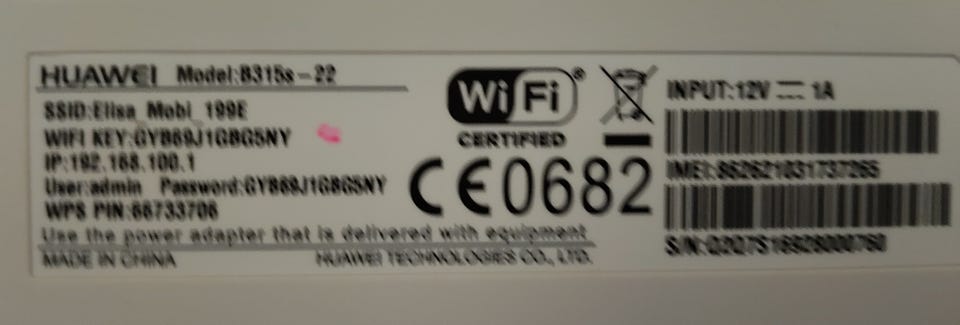 HUAWEI Model:B315s-22
SSID:Elisa_Mobi_199E
WIFI KEY:GYB69J1GBG5NY
IP:192.168.100.1
User:admin Password:GYB69J1GBG5NY
WPS PIN:66733706
Use the power adapter that is delivered with equipment
MADE IN CHINA HUAWEI TECHNOLOGIES CO., LTD.
WiFi ®
CERTIFIED
CE0682
INPUT:12V ⎓ 1A
IMEI:862621031737265